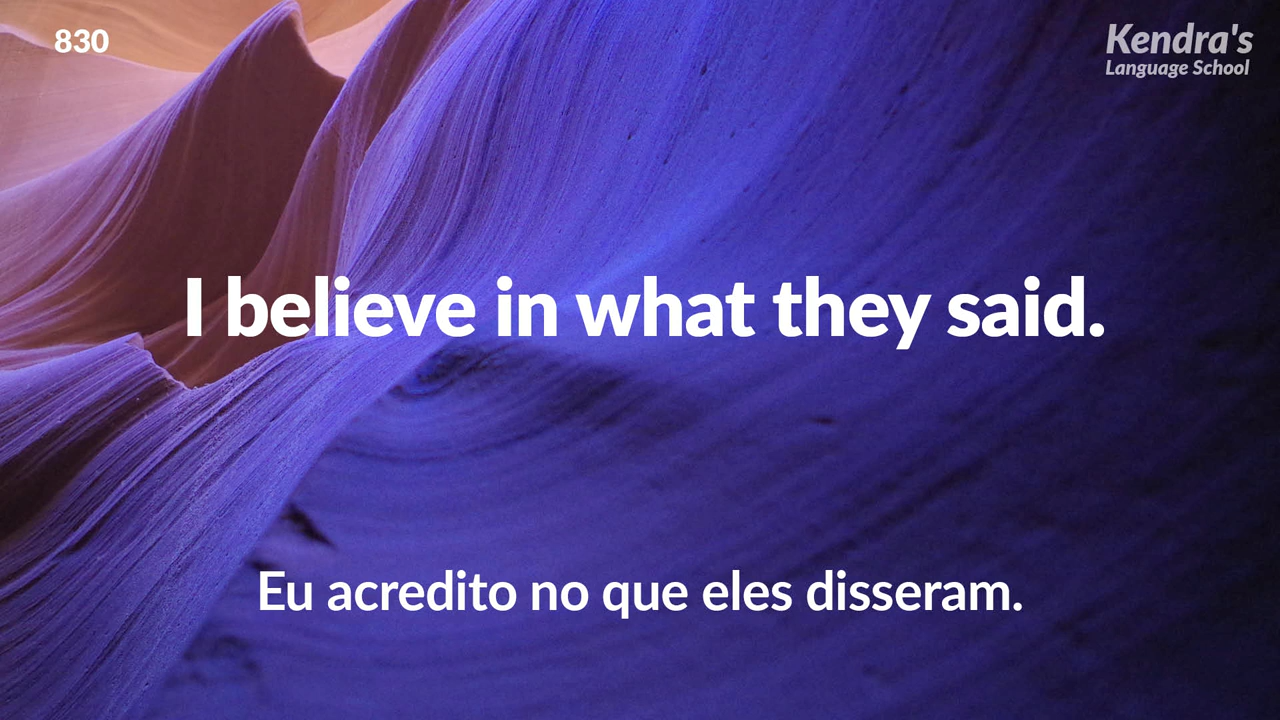 830
Kendra's
Language School
I believe in what they said.
Eu acredito no que eles disseram.